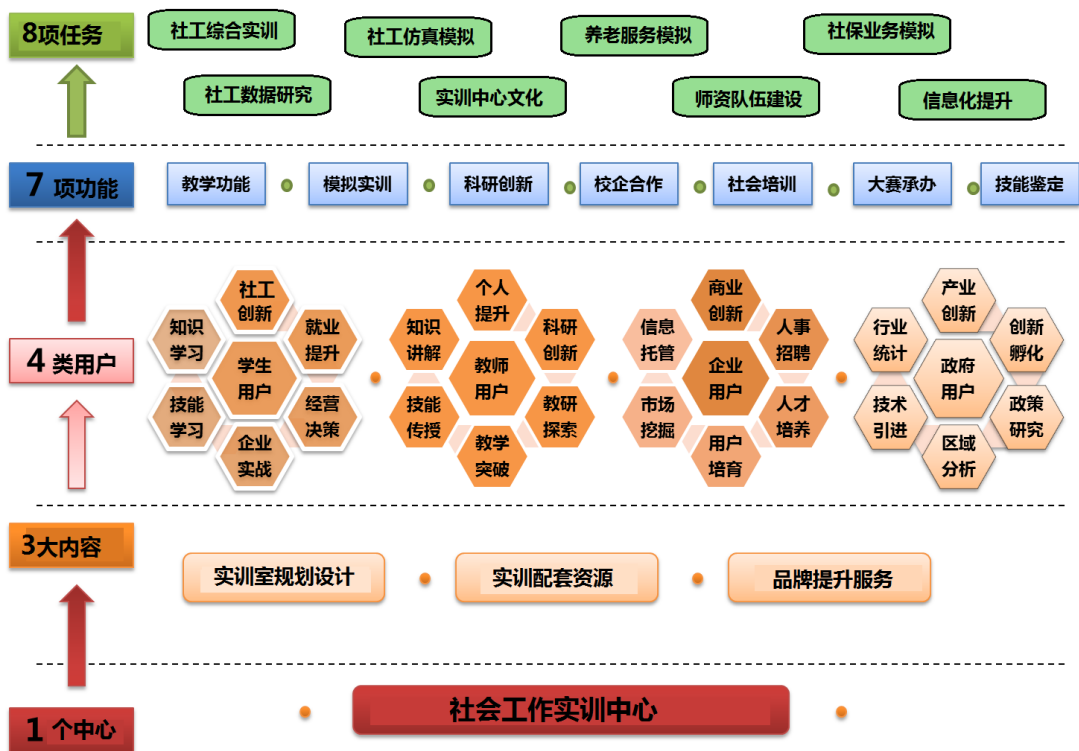 8项任务
社工综合实训
社工仿真模拟
养老服务模拟
社保业务模拟
社工数据研究
实训中心文化
师资队伍建设
信息化提升
7 项功能
教学功能
模拟实训
科研创新
校企合作
社会培训
大赛承办
技能鉴定
4 类用户
社工
创新
知识
学习
就业
提升
学生
用户
技能
学习
经营
决策
企业
实战
个人
提升
知识
讲解
科研
创新
教师
用户
技能
传授
教研
探索
教学
突破
商业
创新
信息
托管
人事
招聘
企业
用户
市场
挖掘
人才
培养
用户
培育
产业
创新
行业
统计
创新
孵化
政府
用户
技术
引进
政策
研究
区域
分析
3大内容
实训室规划设计
实训配套资源
品牌提升服务
1 个中心
社会工作实训中心